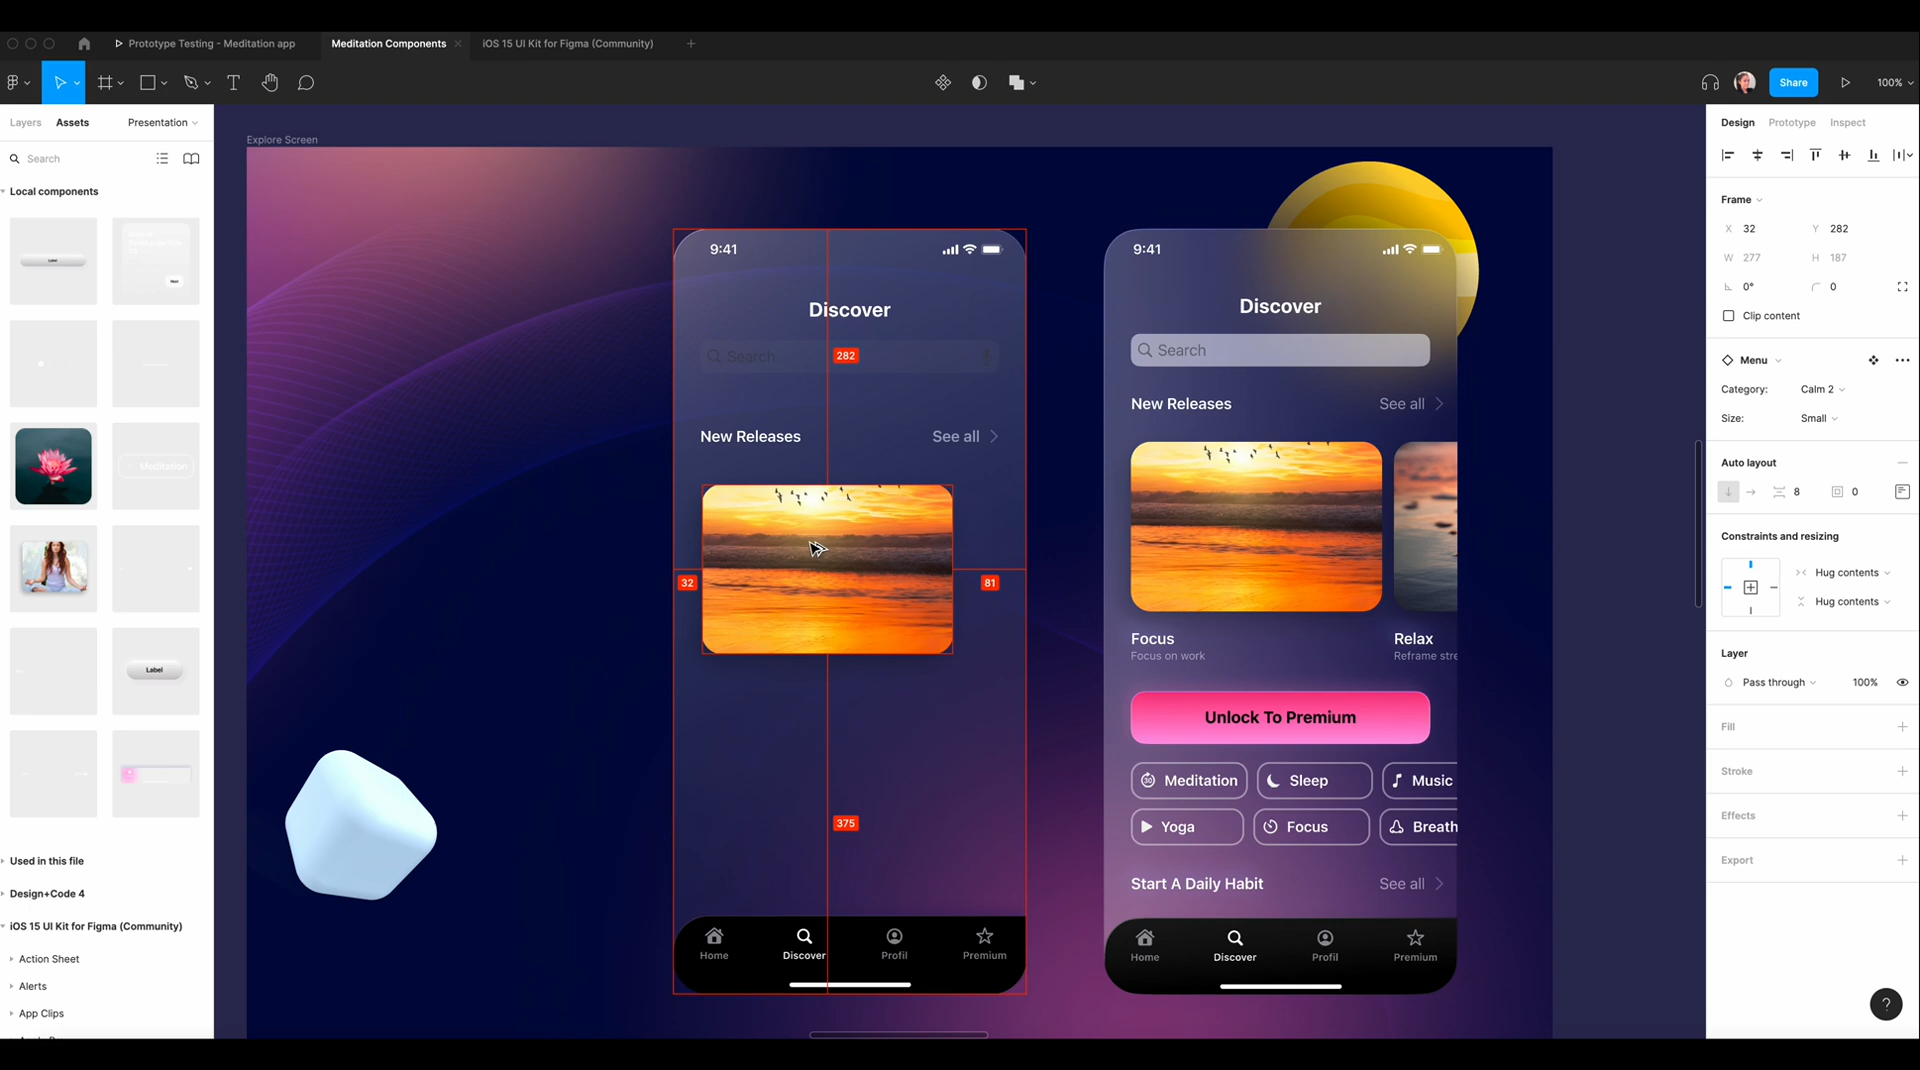 Prototype Testing - Meditation app
Meditation Components
iOS 15 UI Kit for Figma (Community)
Share
100%
Layers
Assets
Presentation
Search
Local components
Label
Next
Meditation
Label
Used in this file
Design+Code 4
iOS 15 UI Kit for Figma (Community)
Action Sheet
Alerts
App Clips
Explore Screen
9:41
Discover
Search
282
New Releases
See all
32
81
375
Home
Discover
Profil
Premium
9:41
Discover
Search
New Releases
See all
Focus
Focus on work
Relax
Reframe stre
Unlock To Premium
30
Meditation
Sleep
Music
Yoga
Focus
Breath
Start A Daily Habit
See all
Home
Discover
Profil
Premium
Design
Prototype
Inspect
Frame
X 32
Y 282
W 277
H 187
0°
0
Clip content
Menu
Category: Calm 2
Size: Small
Auto layout
8
0
Constraints and resizing
Hug contents
Hug contents
Layer
Pass through
100%
Fill
Stroke
Effects
Export
?